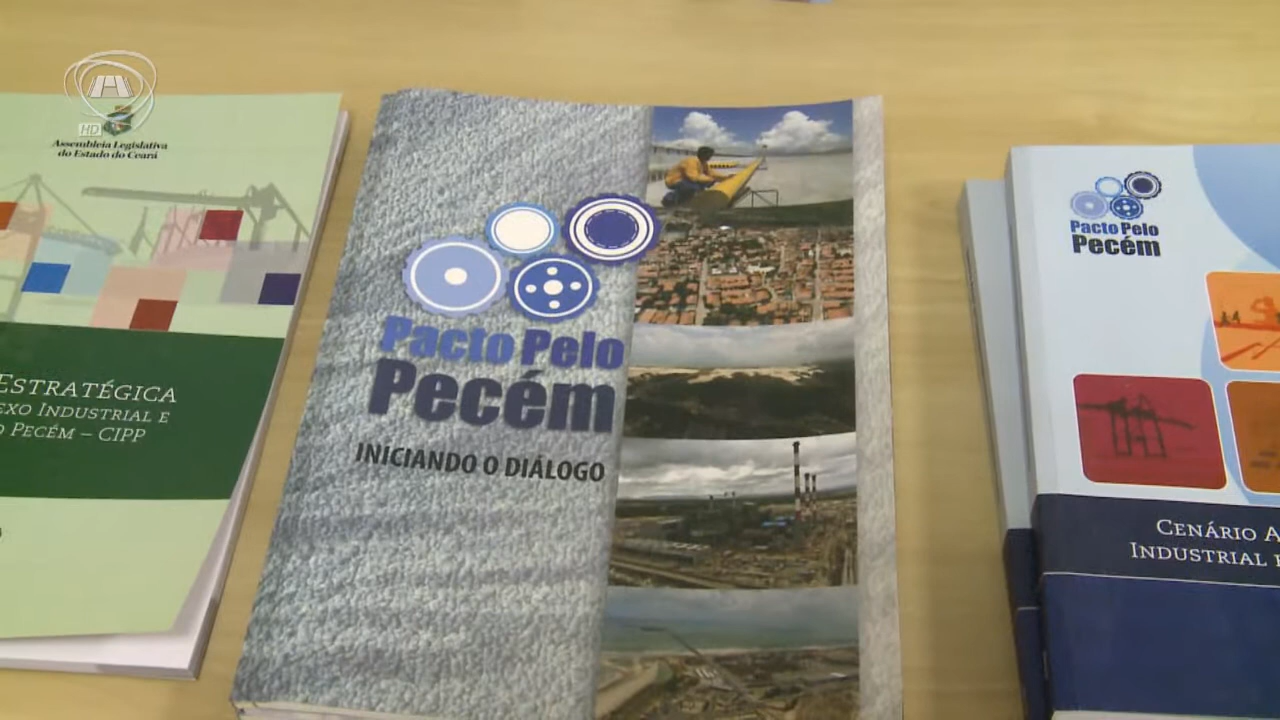 HD
Assembleia Legislativa
do Estado do Ceará
ESTRATÉGICA
INDUSTRIAL E
PECÉM – CIPP
Pacto Pelo
Pecém
INICIANDO O DIÁLOGO
Pacto Pelo
Pecém
CENÁRIO
INDUSTRIAL